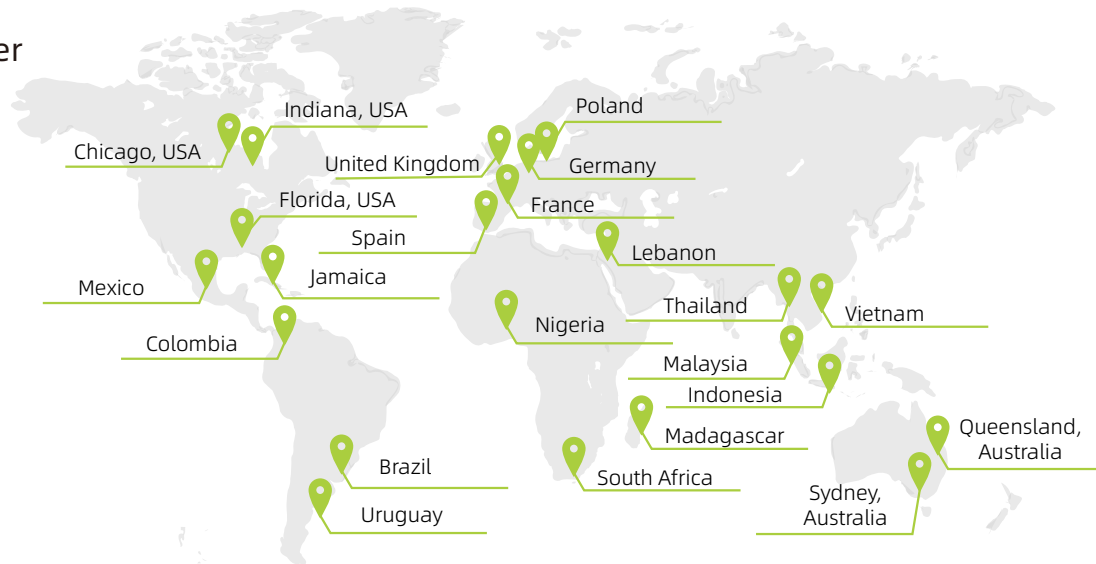 er
Indiana, USA
Chicago, USA
Florida, USA
Mexico
Jamaica
Colombia
Brazil
Uruguay
Poland
United Kingdom
Germany
France
Spain
Lebanon
Nigeria
Thailand
Vietnam
Malaysia
Indonesia
Madagascar
South Africa
Queensland,
Australia
Sydney,
Australia